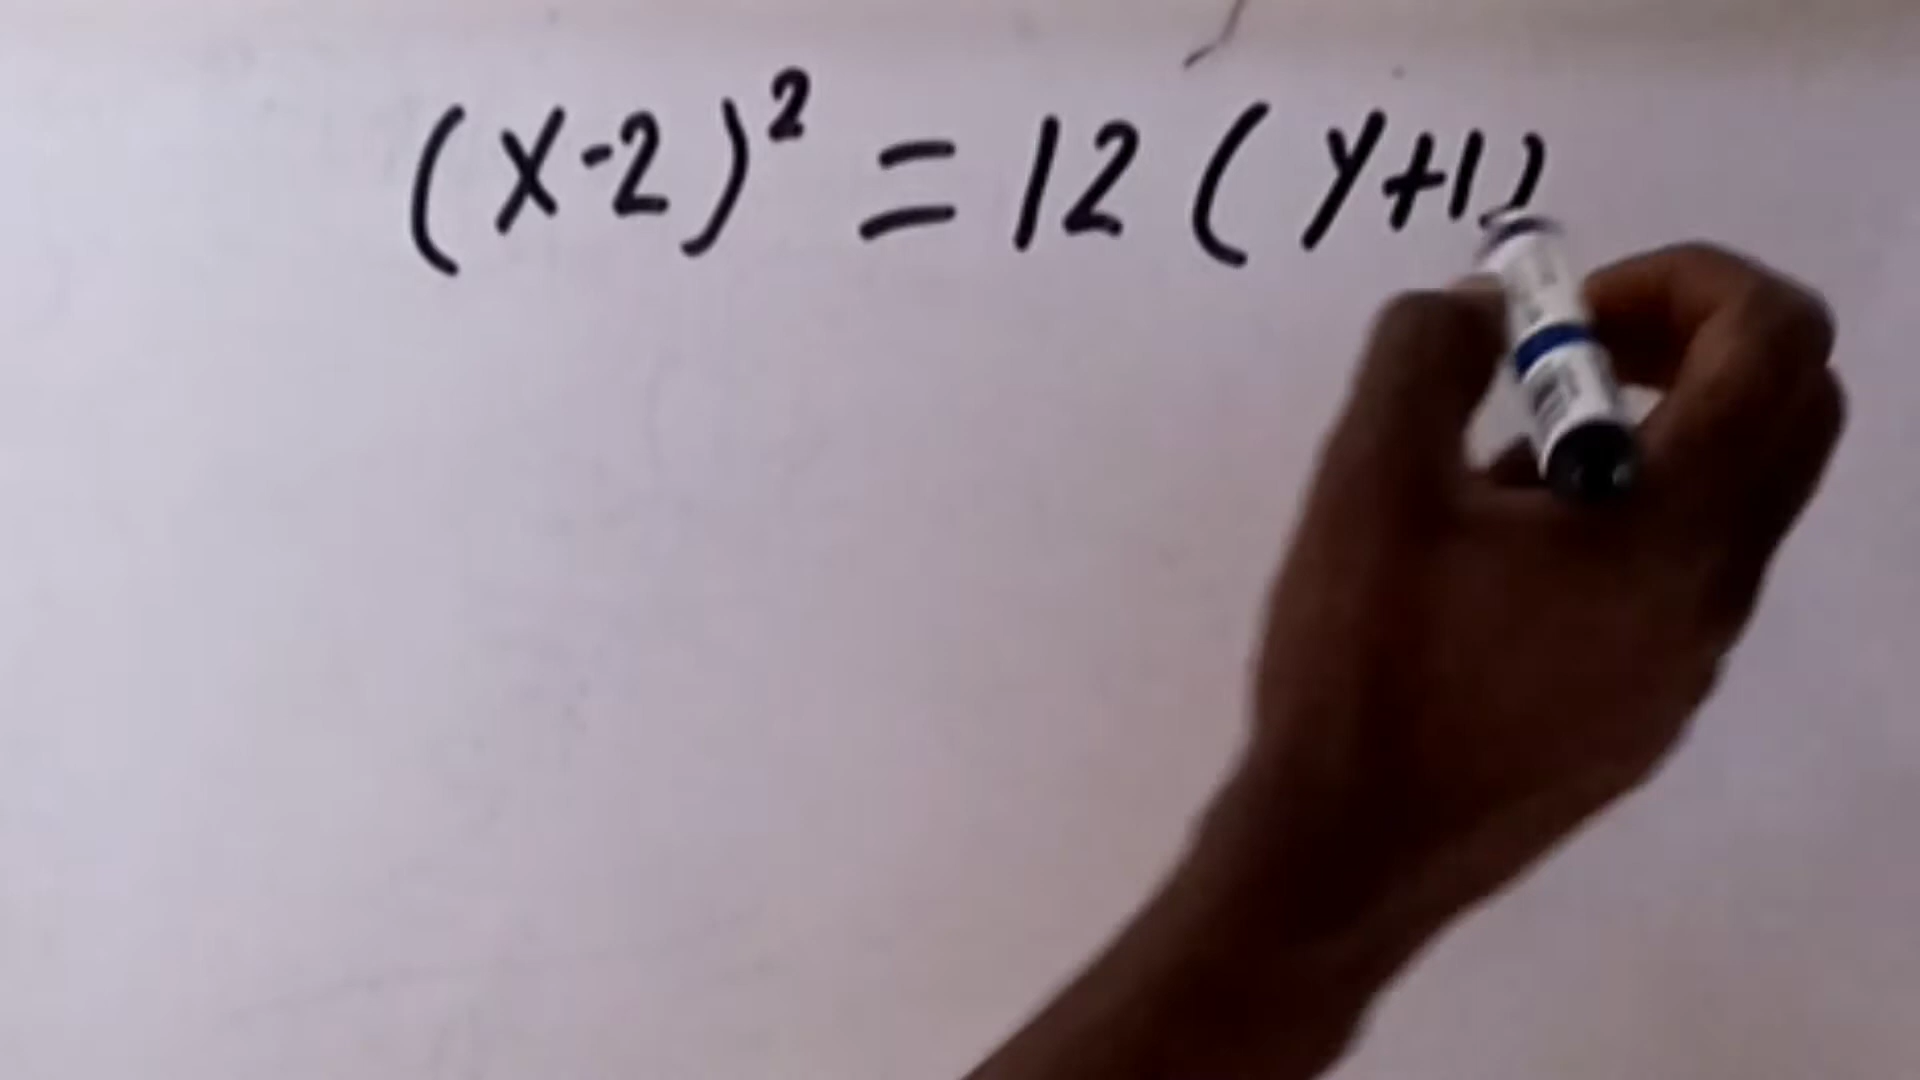 (x-2)² = 12 (y+1)